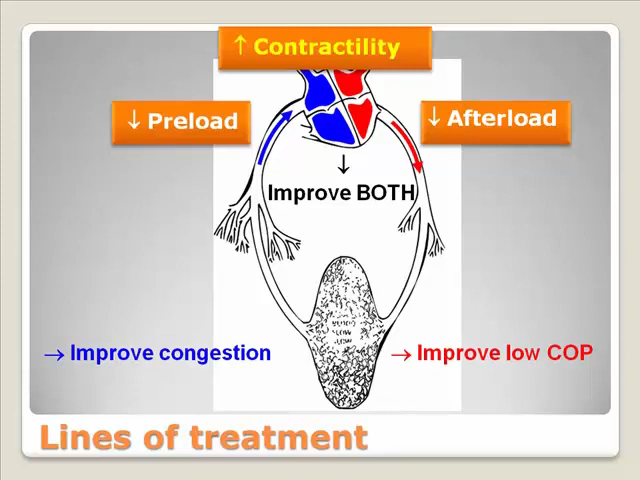 ↑ Contractility
↓ Preload
↓ Afterload
↓
Improve BOTH
→ Improve congestion
→ Improve low COP
Lines of treatment